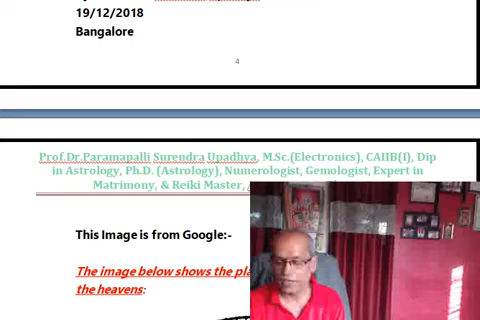 19/12/2018
Bangalore
4
Prof.Dr.Paramapalli Surendra Upadhya, M.Sc.(Electronics), CAIIB(I), Dip
in Astrology, Ph.D. (Astrology), Numerologist, Gemologist, Expert in
Matrimony, & Reiki Master,
This Image is from Google:-
The image below shows the
the heavens: